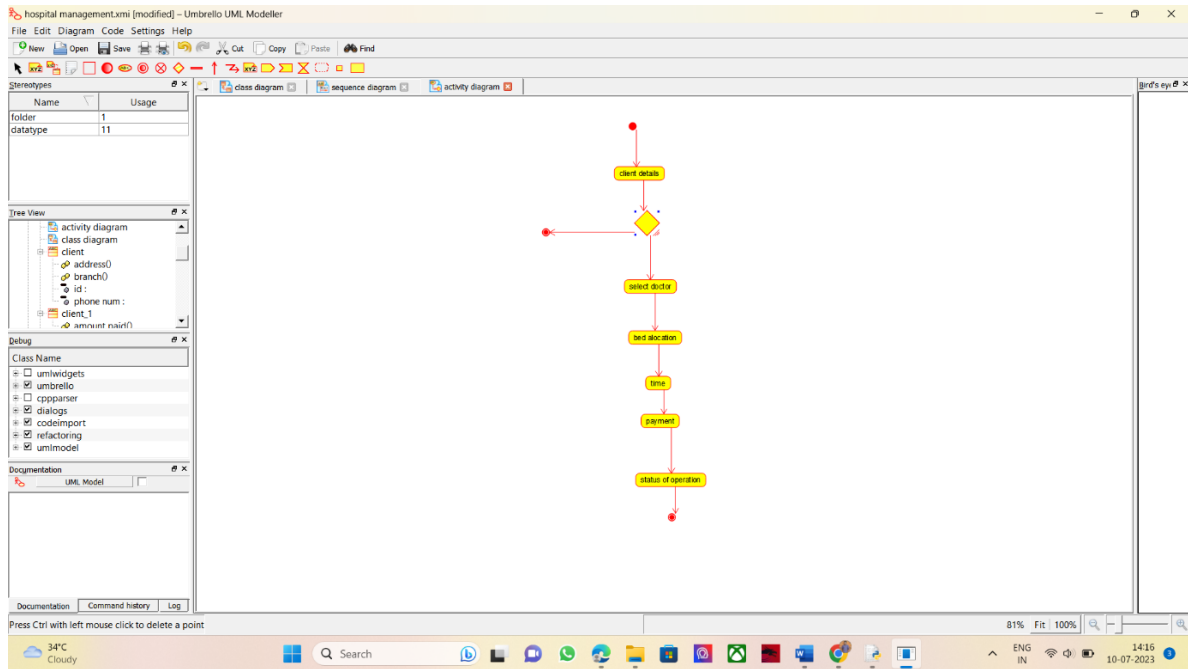 hospital management.xmi [modified] – Umbrello UML Modeller
File Edit Diagram Code Settings Help
New Open Save Cut Copy Paste Find
Stereotypes
Name Usage
folder 1
datatype 11
Tree View
activity diagram
class diagram
client
address()
branch()
id :
phone num :
client_1
amount paid()
Debug
Class Name
umlwidgets
umbrello
cppparser
dialogs
codeimport
refactoring
umlmodel
Documentation
UML Model
Documentation Command history Log
class diagram sequence diagram activity diagram
client details
select doctor
bed alocation
time
payment
status of operation
Bird's eye
Press Ctrl with left mouse click to delete a point
81% Fit 100%
34°C
Cloudy
Search
ENG
IN
14:16
10-07-2023
3